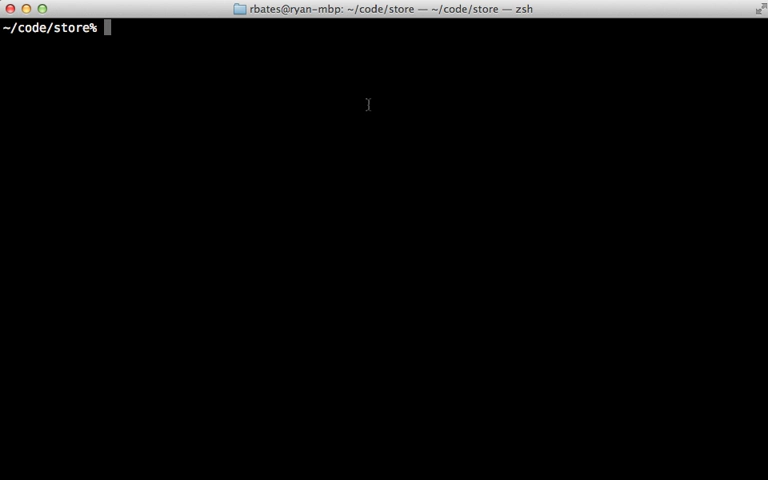 rbates@ryan-mbp: ~/code/store — ~/code/store — zsh
~/code/store%